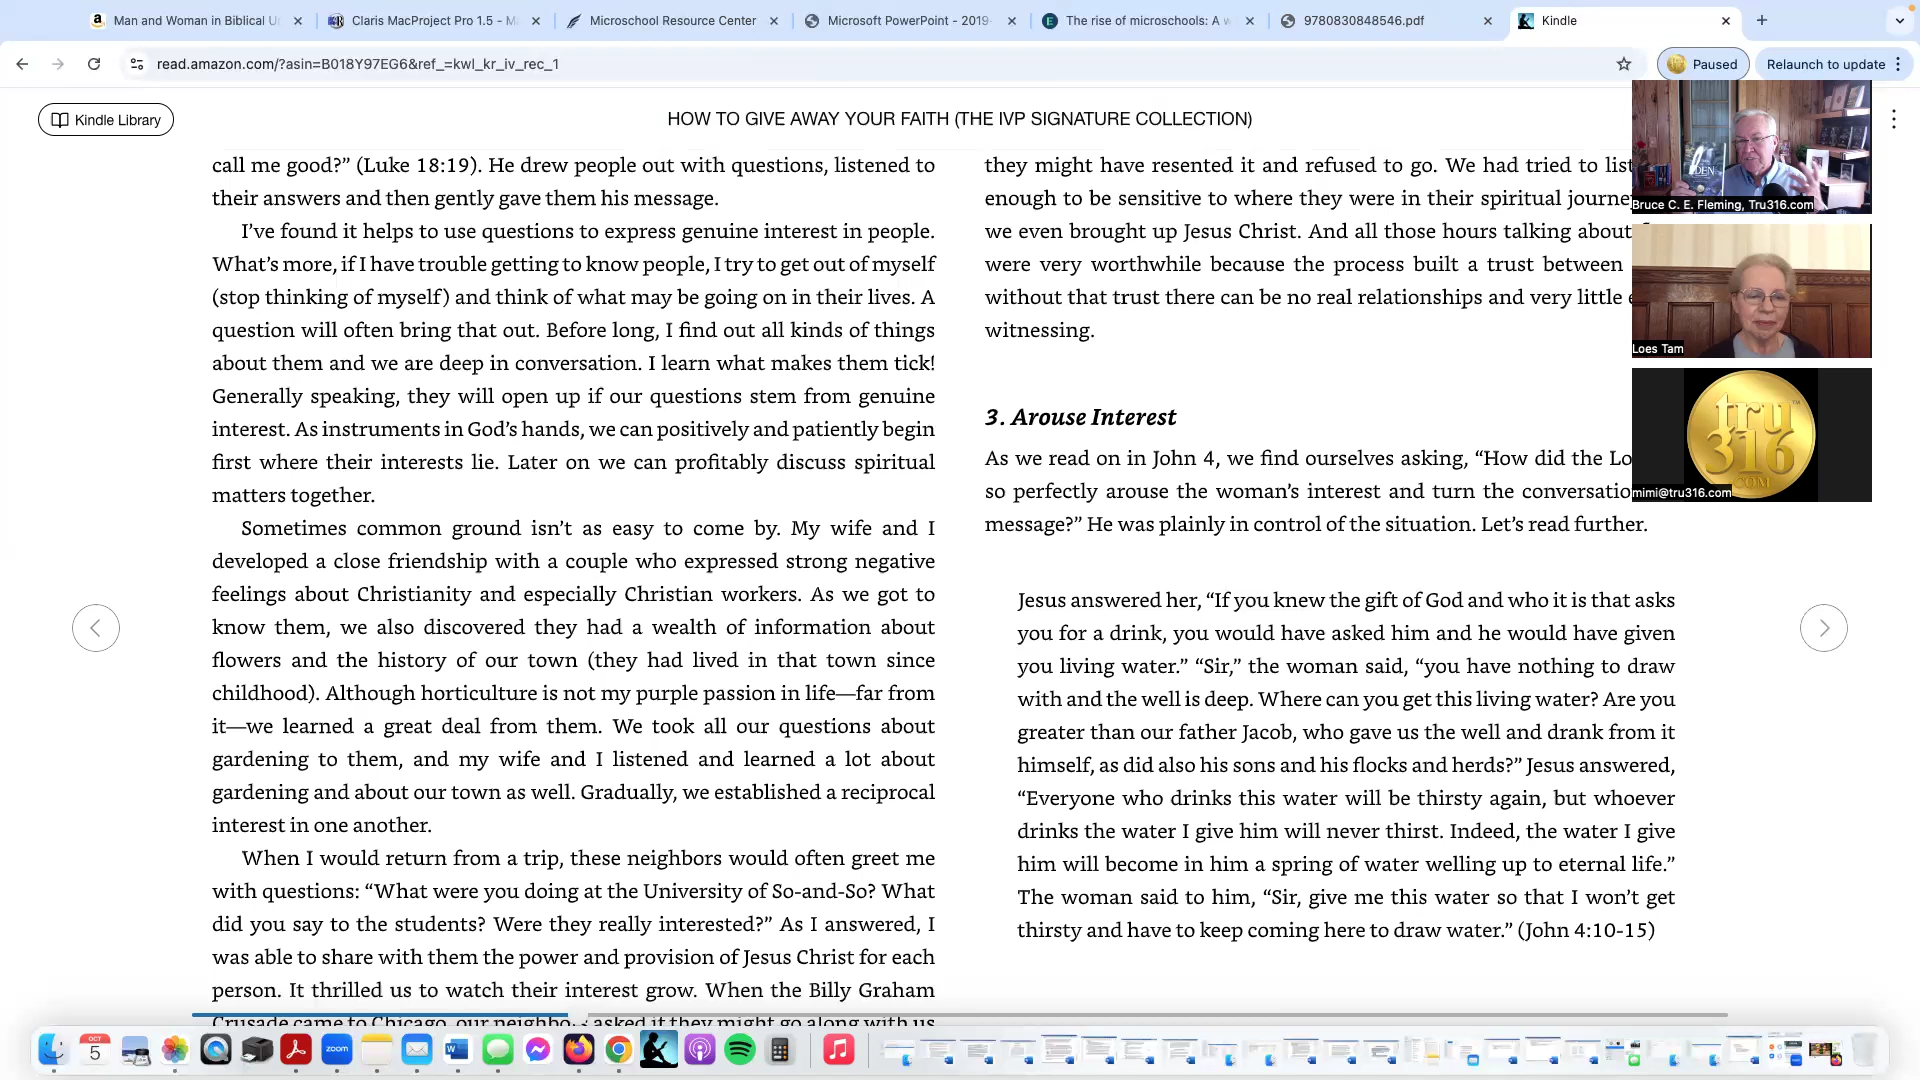 Man and Woman in Biblical U
Claris MacProject Pro 1.5 - M
Microschool Resource Center
Microsoft PowerPoint - 2019-
The rise of microschools: A w
9780830848546.pdf
Kindle
read.amazon.com/?asin=B018Y97EG6&ref_=kwl_kr_iv_rec_1
Paused
Relaunch to update
Kindle Library
HOW TO GIVE AWAY YOUR FAITH (THE IVP SIGNATURE COLLECTION)
call me good?” (Luke 18:19). He drew people out with questions, listened to
their answers and then gently gave them his message.
I’ve found it helps to use questions to express genuine interest in people.
What’s more, if I have trouble getting to know people, I try to get out of myself
(stop thinking of myself) and think of what may be going on in their lives. A
question will often bring that out. Before long, I find out all kinds of things
about them and we are deep in conversation. I learn what makes them tick!
Generally speaking, they will open up if our questions stem from genuine
interest. As instruments in God’s hands, we can positively and patiently begin
first where their interests lie. Later on we can profitably discuss spiritual
matters together.
Sometimes common ground isn’t as easy to come by. My wife and I
developed a close friendship with a couple who expressed strong negative
feelings about Christianity and especially Christian workers. As we got to
know them, we also discovered they had a wealth of information about
flowers and the history of our town (they had lived in that town since
childhood). Although horticulture is not my purple passion in life—far from
it—we learned a great deal from them. We took all our questions about
gardening to them, and my wife and I listened and learned a lot about
gardening and about our town as well. Gradually, we established a reciprocal
interest in one another.
When I would return from a trip, these neighbors would often greet me
with questions: “What were you doing at the University of So-and-So? What
did you say to the students? Were they really interested?” As I answered, I
was able to share with them the power and provision of Jesus Christ for each
person. It thrilled us to watch their interest grow. When the Billy Graham
Crusade came to Chicago, our neighbo asked if they might go along with us
they might have resented it and refused to go. We had tried to list
enough to be sensitive to where they were in their spiritual journe
we even brought up Jesus Christ. And all those hours talking about
were very worthwhile because the process built a trust between
without that trust there can be no real relationships and very little
witnessing.
3. Arouse Interest
As we read on in John 4, we find ourselves asking, “How did the Lo
so perfectly arouse the woman’s interest and turn the conversatio
message?” He was plainly in control of the situation. Let’s read further.
Jesus answered her, “If you knew the gift of God and who it is that asks
you for a drink, you would have asked him and he would have given
you living water.” “Sir,” the woman said, “you have nothing to draw
with and the well is deep. Where can you get this living water? Are you
greater than our father Jacob, who gave us the well and drank from it
himself, as did also his sons and his flocks and herds?” Jesus answered,
“Everyone who drinks this water will be thirsty again, but whoever
drinks the water I give him will never thirst. Indeed, the water I give
him will become in him a spring of water welling up to eternal life.”
The woman said to him, “Sir, give me this water so that I won’t get
thirsty and have to keep coming here to draw water.” (John 4:10-15)
Bruce C. E. Fleming, Tru316.com
Loes Tam
tru
316
.COM
mimi@tru316.com
OCT
5
zoom